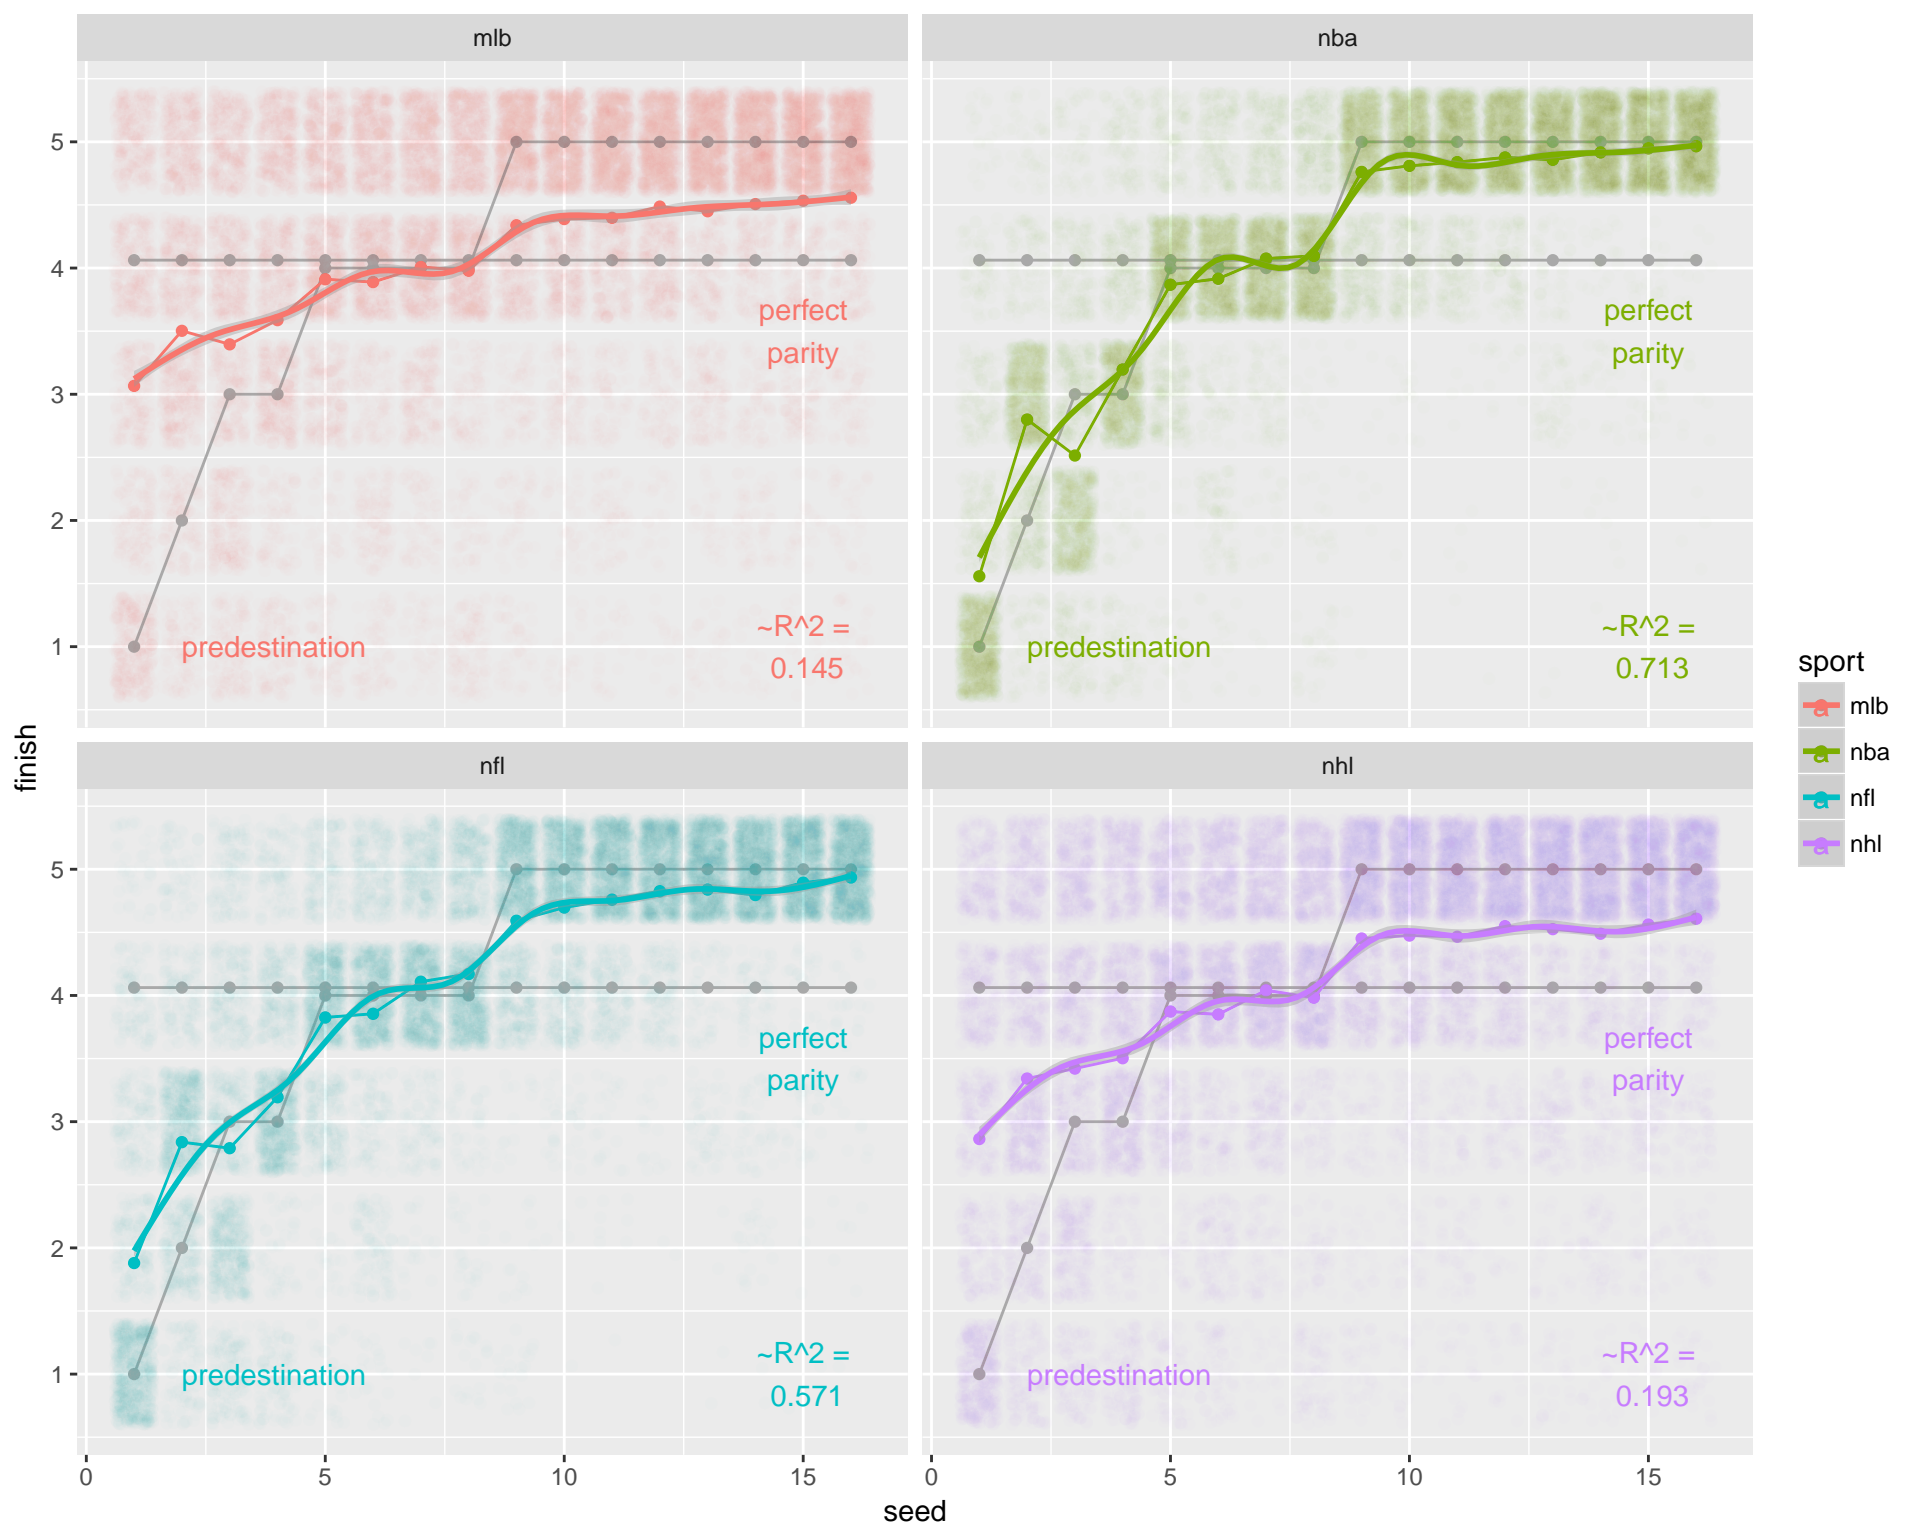 mlb
nba
5
4
3
2
1
perfect
parity
predestination
~R^2 =
0.145
perfect
parity
predestination
~R^2 =
0.713
finish
nfl
nhl
5
4
3
2
1
perfect
parity
predestination
~R^2 =
0.571
perfect
parity
predestination
~R^2 =
0.193
0
5
10
15
0
5
10
15
seed
sport
a mlb
a nba
a nfl
a nhl